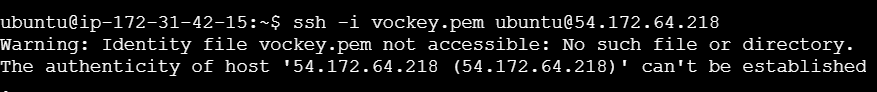 ubuntu@ip-172-31-42-15:~$ ssh -i vockey.pem ubuntu@54.172.64.218
Warning: Identity file vockey.pem not accessible: No such file or directory.
The authenticity of host '54.172.64.218 (54.172.64.218)' can't be established